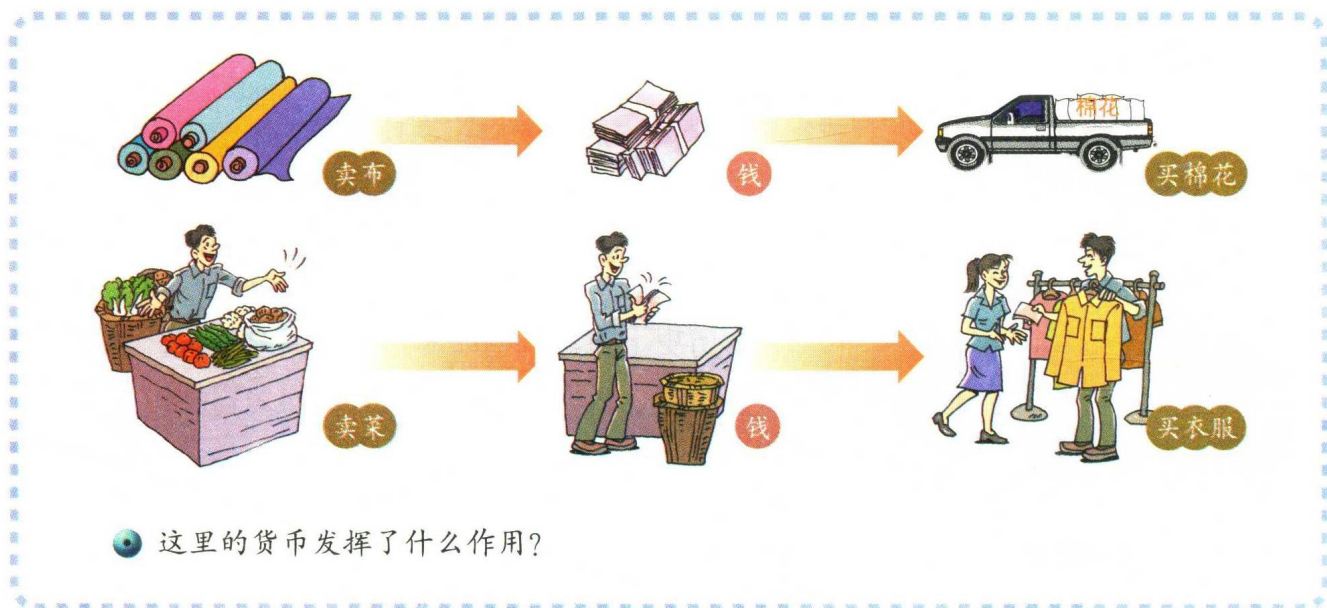 卖布
钱
棉花
买棉花
卖菜
钱
买衣服
这里的货币发挥了什么作用?